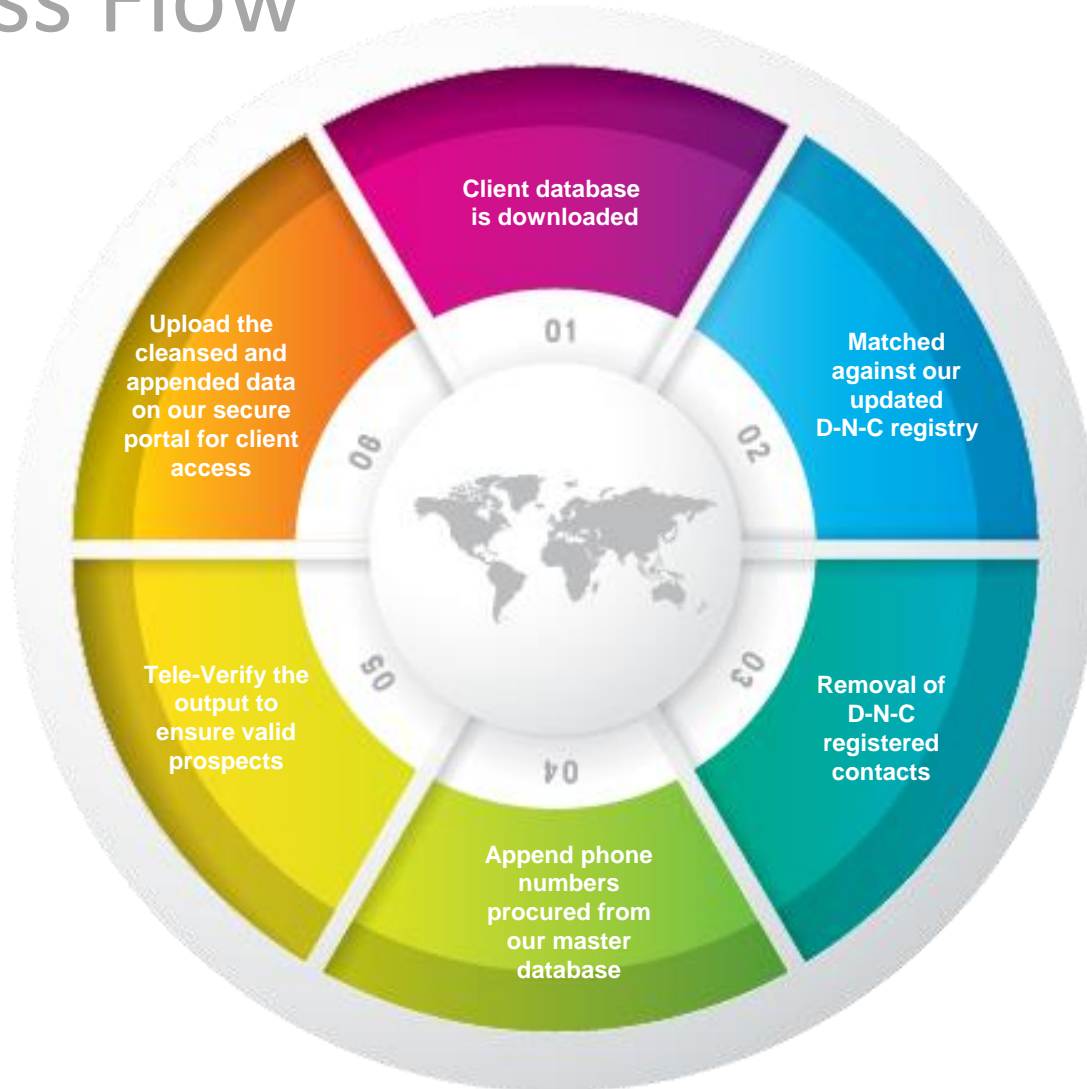 ss Flow
Client database
is downloaded
01
Matched
against our
updated
D-N-C registry
02
Removal of
D-N-C
registered
contacts
03
Append phone
numbers
procured from
our master
database
04
Tele-Verify the
output to
ensure valid
prospects
05
Upload the
cleansed and
appended data
on our secure
portal for client
access
06